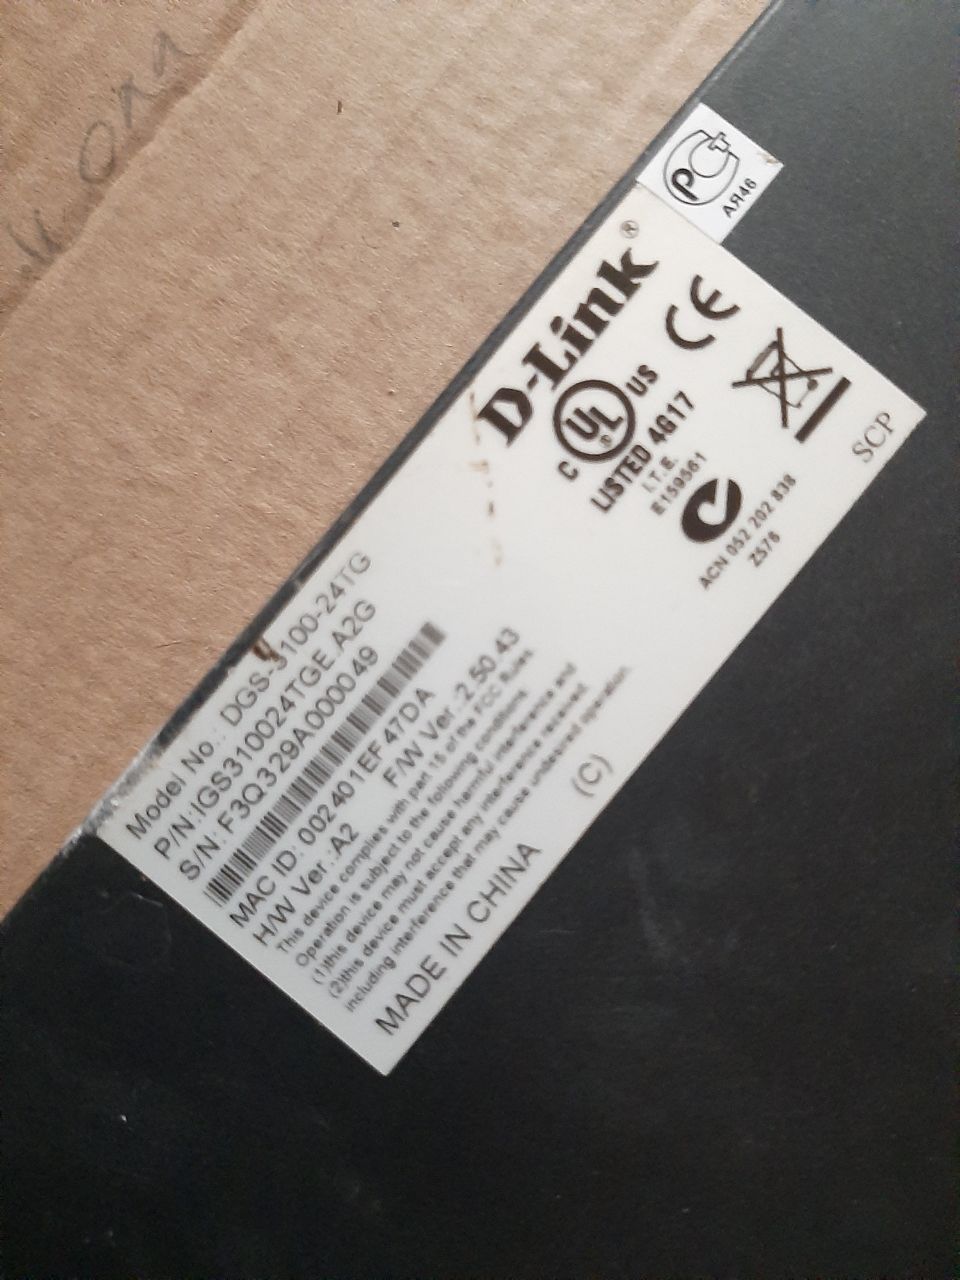 АЯ46
D-Link®
C UL® US
LISTED 4G17
I.T.E.
E159561
CE
ACN 052 202 838
Z576
SCP
Model No.: DGS-3100-24TG
P/N:IGS310024TGE.A2G
S/N: F3Q329A000049
MAC ID: 002401EF47DA
H/W Ver.:A2 F/W Ver.:2.50.43
This device complies with part 15 of the FCC Rules.
Operation is subject to the following conditions:
(1)this device may not cause harmful interference and
(2)this device must accept any interference received
including interference that may cause undesired operation.
MADE IN CHINA (C)